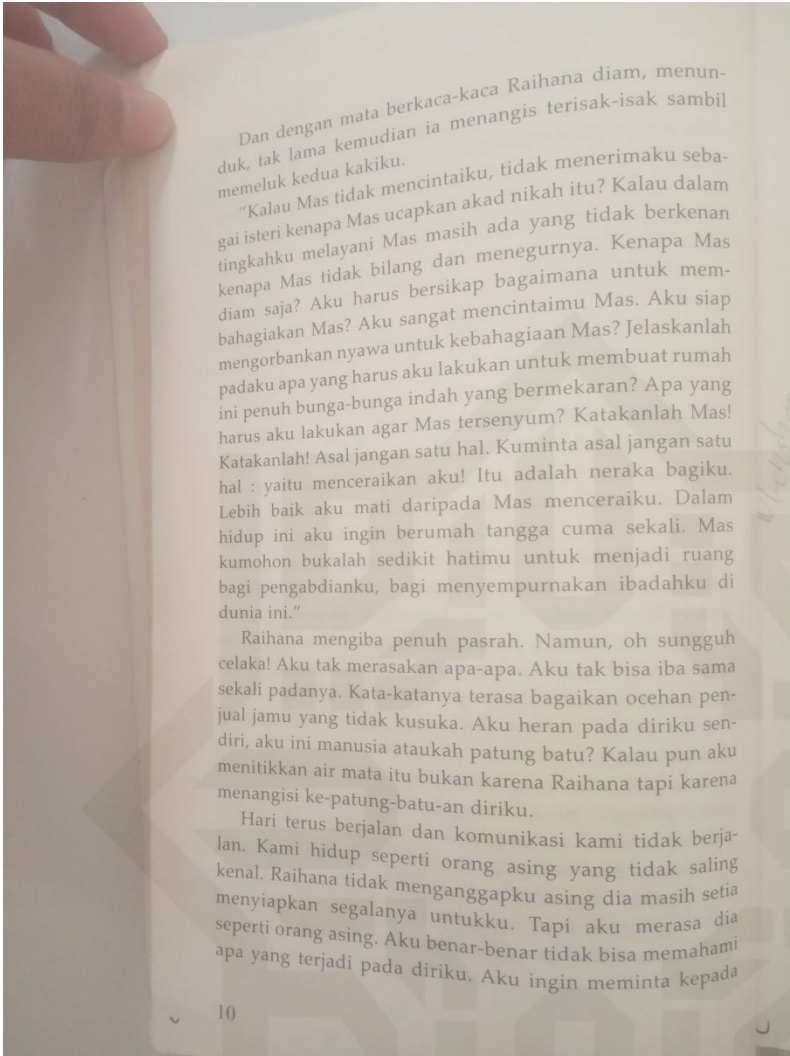 Dan dengan mata berkaca-kaca Raihana diam, menun-
duk, tak lama kemudian ia menangis terisak-isak sambil
memeluk kedua kakiku.
"Kalau Mas tidak mencintaiku, tidak menerimaku seba-
gai isteri kenapa Mas ucapkan akad nikah itu? Kalau dalam
tingkahku melayani Mas masih ada yang tidak berkenan
kenapa Mas tidak bilang dan menegurnya. Kenapa Mas
diam saja? Aku harus bersikap bagaimana untuk mem-
bahagiakan Mas? Aku sangat mencintaimu Mas. Aku siap
mengorbankan nyawa untuk kebahagiaan Mas? Jelaskanlah
padaku apa yang harus aku lakukan untuk membuat rumah
ini penuh bunga-bunga indah yang bermekaran? Apa yang
harus aku lakukan agar Mas tersenyum? Katakanlah Mas!
Katakanlah! Asal jangan satu hal. Kuminta asal jangan satu
hal : yaitu menceraikan aku! Itu adalah neraka bagiku.
Lebih baik aku mati daripada Mas menceraiku. Dalam
hidup ini aku ingin berumah tangga cuma sekali. Mas
kumohon bukalah sedikit hatimu untuk menjadi ruang
bagi pengabdianku, bagi menyempurnakan ibadahku di
dunia ini."
Raihana mengiba penuh pasrah. Namun, oh sungguh
celaka! Aku tak merasakan apa-apa. Aku tak bisa iba sama
sekali padanya. Kata-katanya terasa bagaikan ocehan pen-
jual jamu yang tidak kusuka. Aku heran pada diriku sen-
diri, aku ini manusia ataukah patung batu? Kalau pun aku
menitikkan air mata itu bukan karena Raihana tapi karena
menangisi ke-patung-batu-an diriku.
Hari terus berjalan dan komunikasi kami tidak berja-
lan. Kami hidup seperti orang asing yang tidak saling
kenal. Raihana tidak menganggapku asing dia masih setia
menyiapkan segalanya untukku. Tapi aku merasa dia
seperti orang asing. Aku benar-benar tidak bisa memahami
apa yang terjadi pada diriku. Aku ingin meminta kepada
10